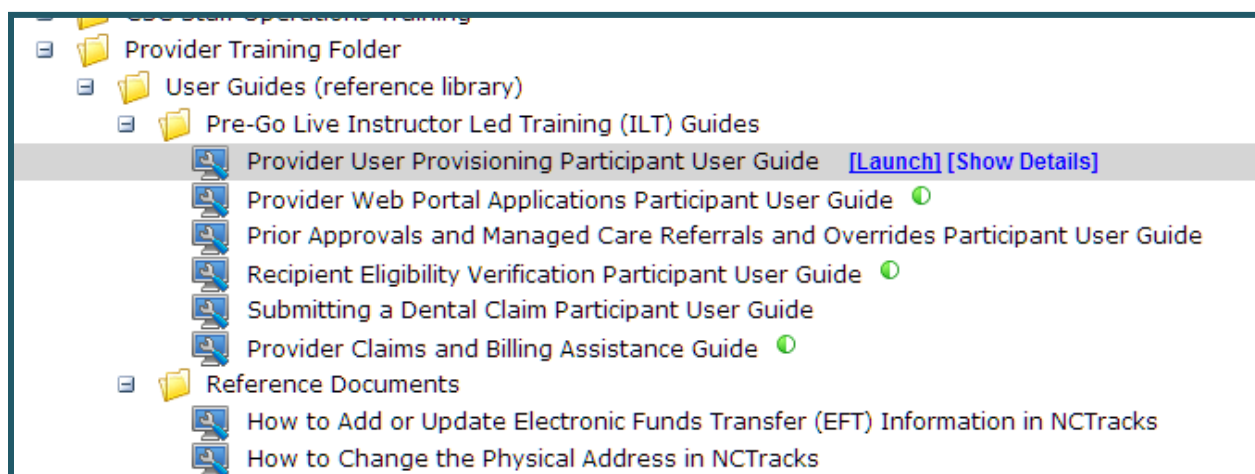 Provider Training Folder
User Guides (reference library)
Pre-Go Live Instructor Led Training (ILT) Guides
Provider User Provisioning Participant User Guide [Launch] [Show Details]
Provider Web Portal Applications Participant User Guide
Prior Approvals and Managed Care Referrals and Overrides Participant User Guide
Recipient Eligibility Verification Participant User Guide
Submitting a Dental Claim Participant User Guide
Provider Claims and Billing Assistance Guide
Reference Documents
How to Add or Update Electronic Funds Transfer (EFT) Information in NCTracks
How to Change the Physical Address in NCTracks